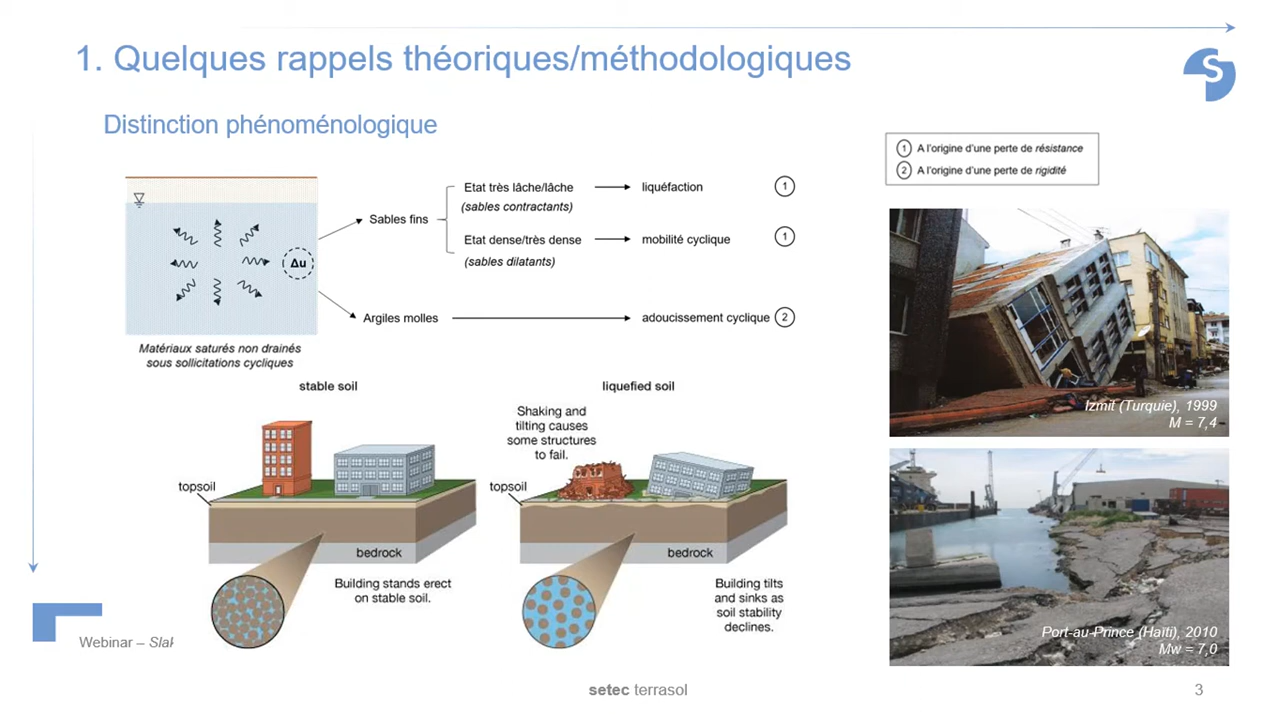 1. Quelques rappels théoriques/méthodologiques
S
Distinction phénoménologique
1 A l'origine d'une perte de résistance
2 A l'origine d'une perte de rigidité
Δu
Sables fins
Etat très lâche/lâche
(sables contractants)
liquéfaction
1
Etat dense/très dense
(sables dilatants)
mobilité cyclique
1
Argiles molles
adoucissement cyclique
2
Matériaux saturés non drainés
sous sollicitations cycliques
stable soil
topsoil
bedrock
Building stands erect
on stable soil.
liquefied soil
Shaking and
tilting causes
some structures
to fail.
topsoil
bedrock
Building tilts
and sinks as
soil stability
declines.
Izmit (Turquie), 1999
M = 7,4
Port-au-Prince (Haïti), 2010
Mw = 7,0
Webinar –
setec terrasol
3